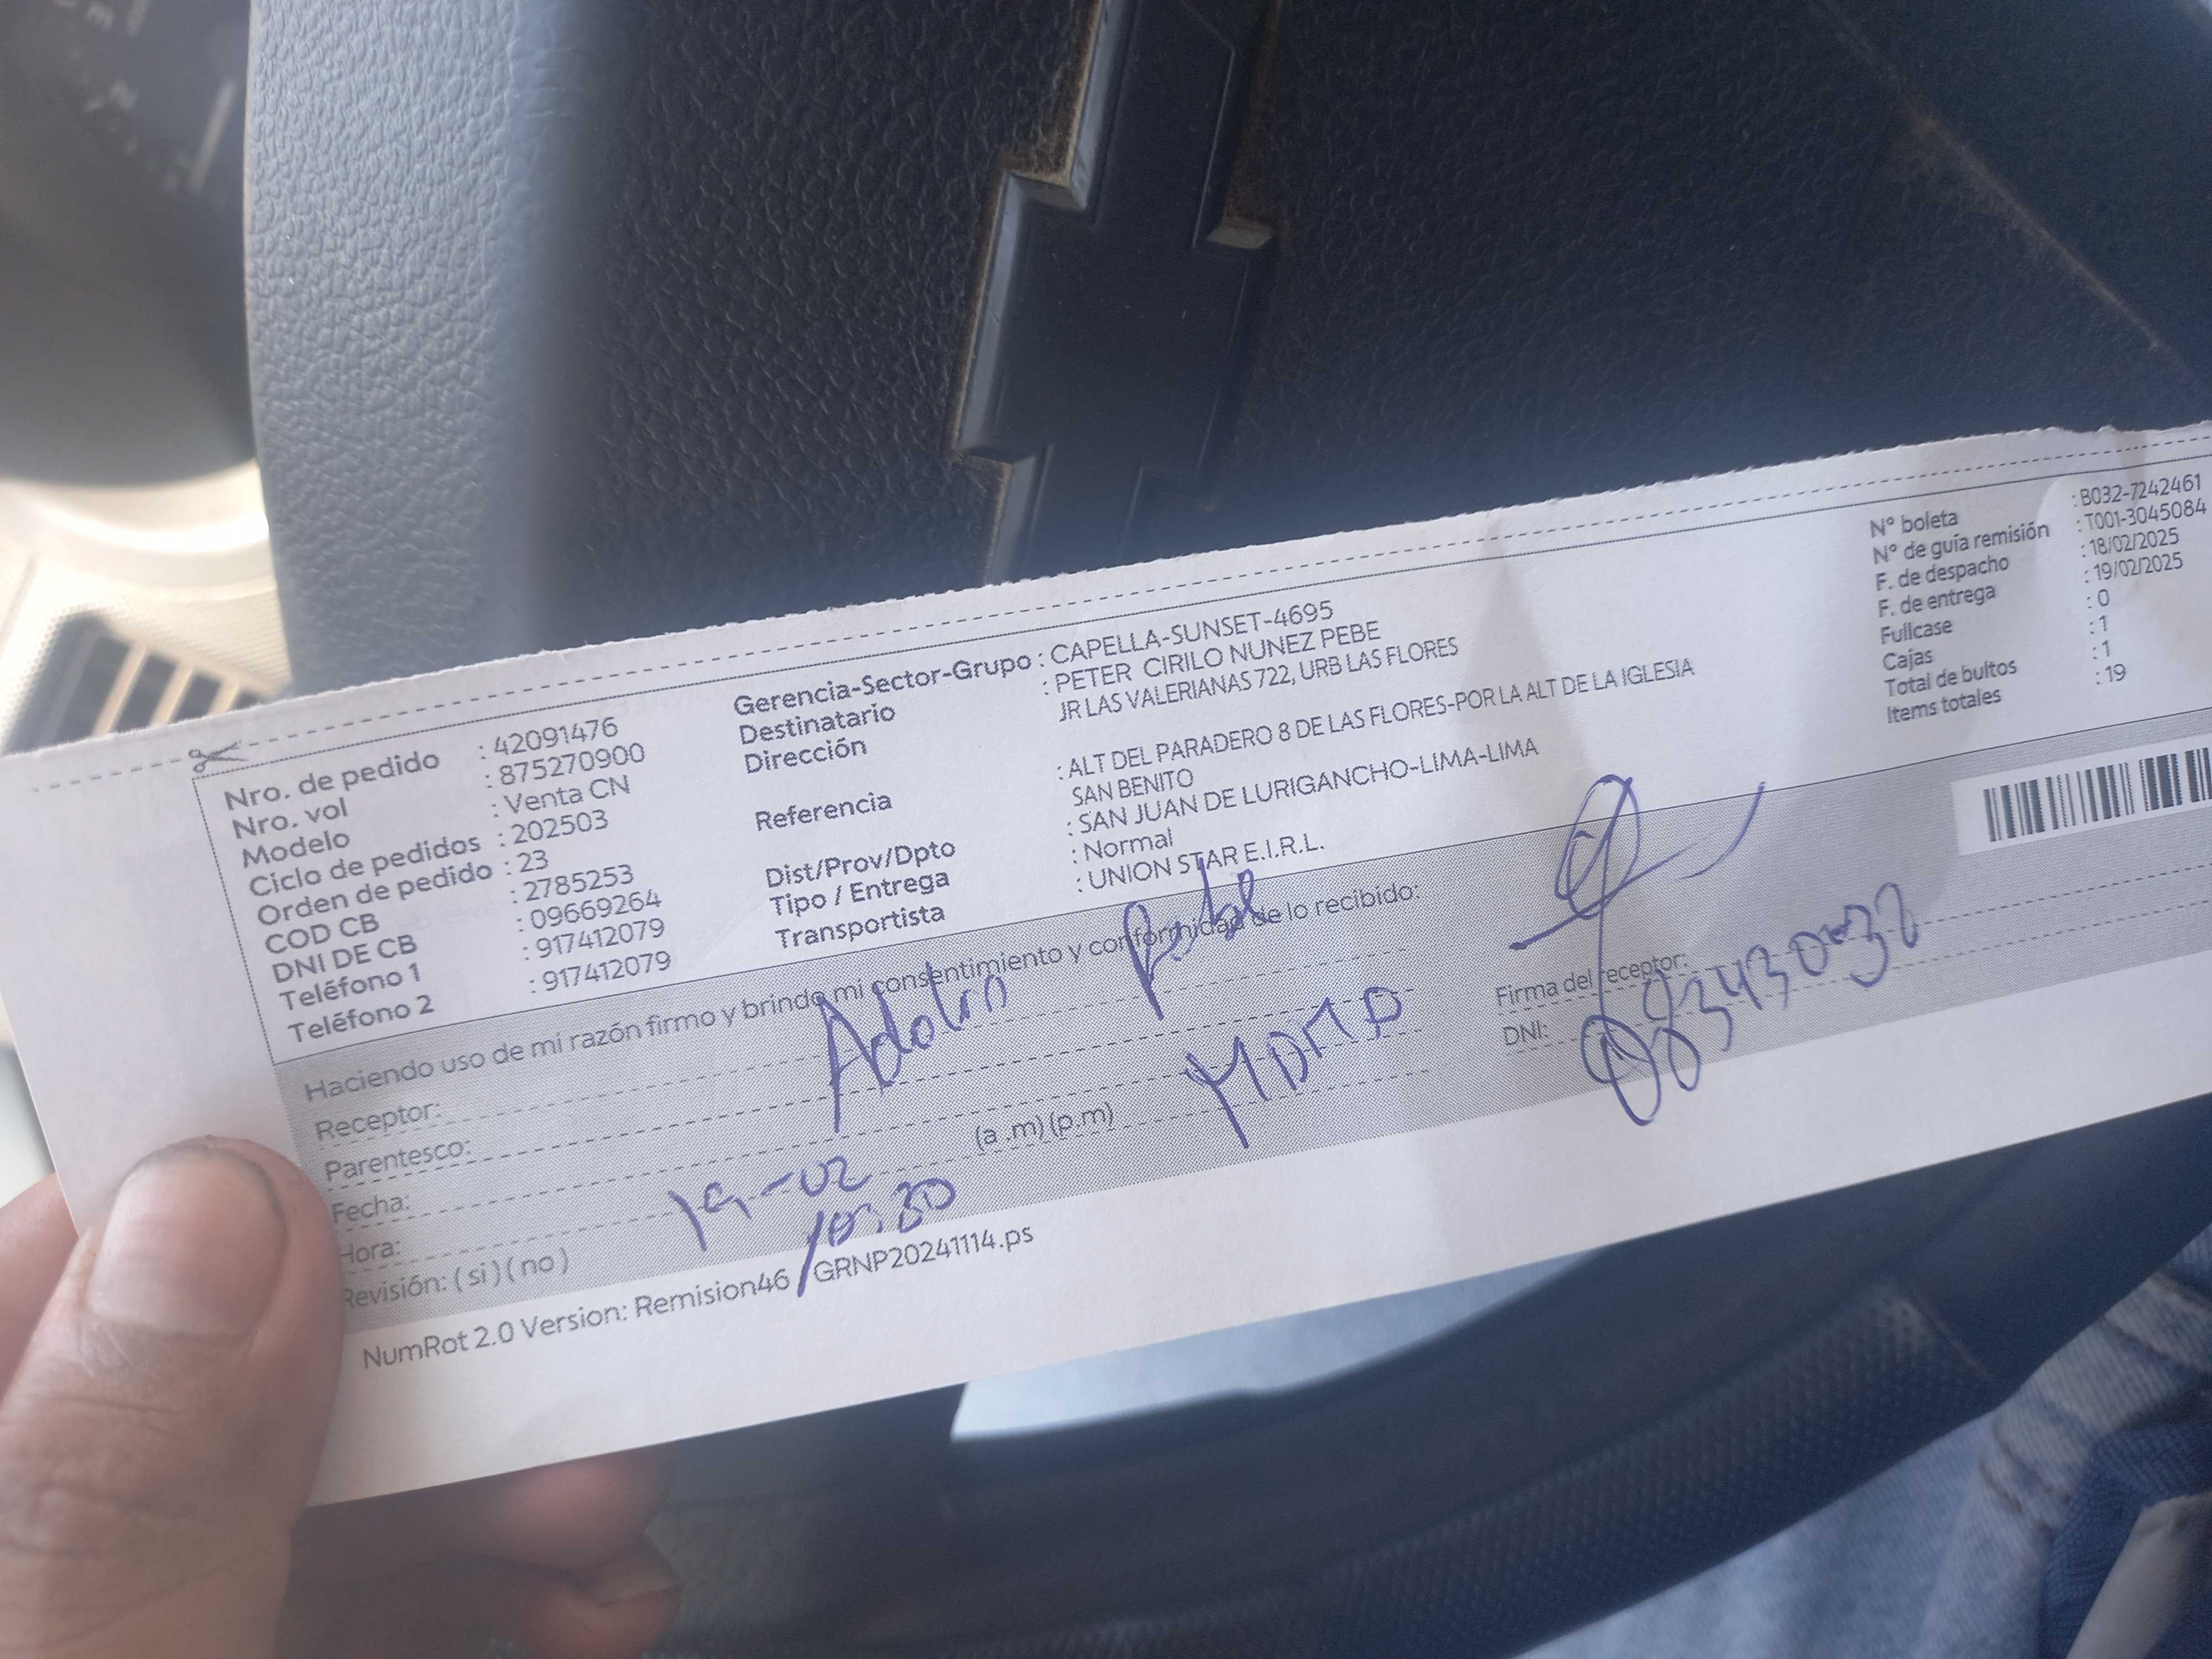 Nro. de pedido : 42091476
Nro. vol : 875270900
Modelo : Venta CN
Ciclo de pedidos : 202503
Orden de pedido : 23
COD CB : 2785253
DNI DE CB : 09669264
Teléfono 1 : 917412079
Teléfono 2 : 917412079
Gerencia-Sector-Grupo : CAPELLA-SUNSET-4695
Destinatario : PETER CIRILO NUNEZ PEBE
Dirección JR LAS VALERIANAS 722, URB LAS FLORES
Referencia : ALT DEL PARADERO 8 DE LAS FLORES-POR LA ALT DE LA IGLESIA
SAN BENITO
Dist/Prov/Dpto : SAN JUAN DE LURIGANCHO-LIMA-LIMA
Tipo / Entrega : Normal
Transportista : UNION STAR E.I.R.L.
N° boleta : B032-7242461
N° de guía remisión : T001-3045084
F. de despacho : 18/02/2025
F. de entrega : 19/02/2025
Fullcase : 0
Cajas : 1
Total de bultos : 1
Items totales : 19
Haciendo uso de mi razón firmo y brindo mi consentimiento y conformidad de lo recibido:
Receptor: Pebe
Parentesco:
Fecha: 19-02
Hora: 10:30 (a .m) (p.m)
Revisión: ( si ) ( no )
Firma del receptor:
DNI:
NumRot 2.0 Version: Remision46 GRNP20241114.ps